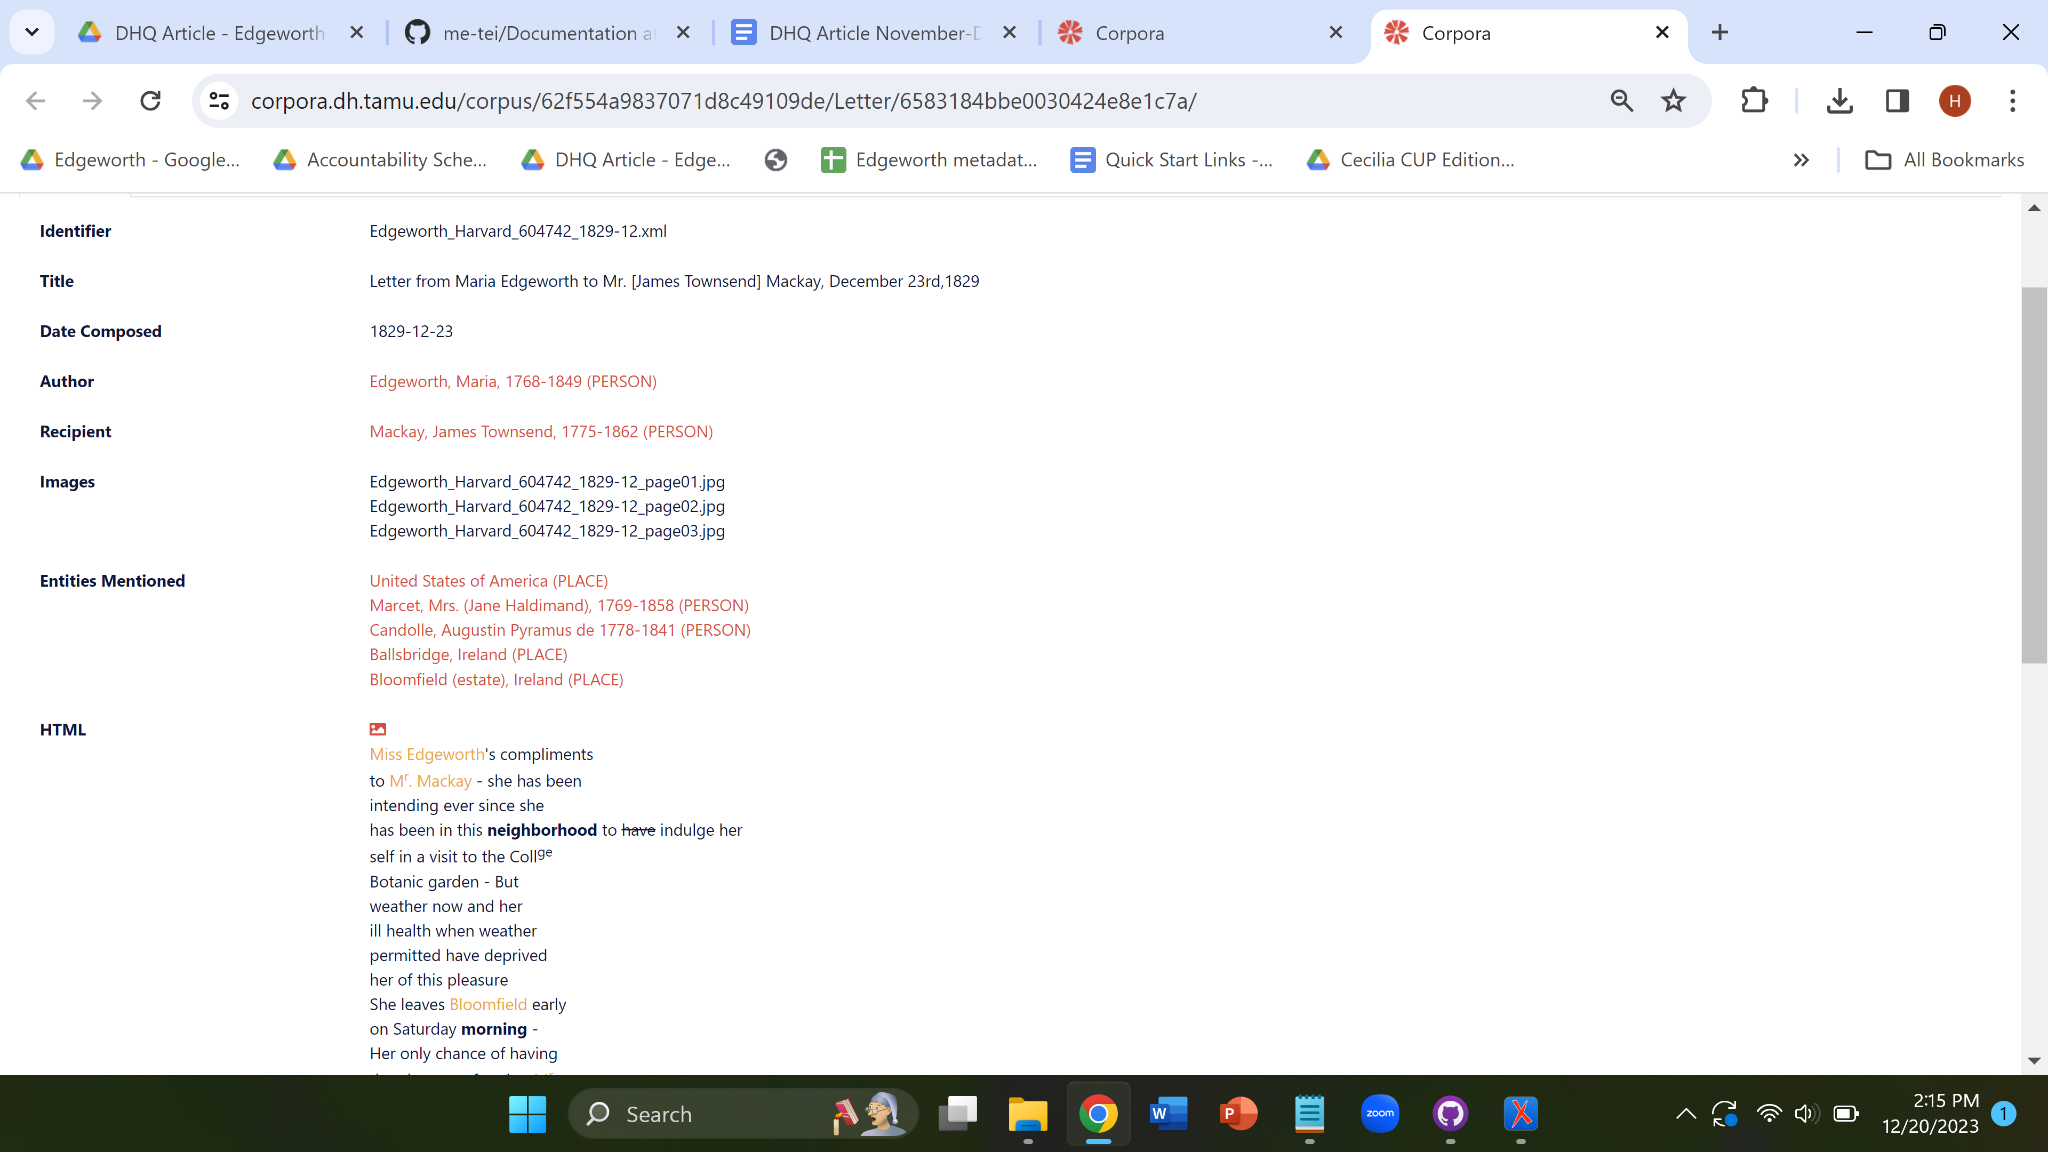 DHQ Article - Edgeworth
me-tei/Documentation a
DHQ Article November-D
Corpora
Corpora
corpora.dh.tamu.edu/corpus/62f554a9837071d8c49109de/Letter/6583184bbe0030424e8e1c7a/
H
Edgeworth - Google...
Accountability Sche...
DHQ Article - Edge...
Edgeworth metadat...
Quick Start Links -...
Cecilia CUP Edition...
All Bookmarks
Identifier Edgeworth_Harvard_604742_1829-12.xml
Title Letter from Maria Edgeworth to Mr. [James Townsend] Mackay, December 23rd,1829
Date Composed 1829-12-23
Author Edgeworth, Maria, 1768-1849 (PERSON)
Recipient Mackay, James Townsend, 1775-1862 (PERSON)
Images Edgeworth_Harvard_604742_1829-12_page01.jpg
Edgeworth_Harvard_604742_1829-12_page02.jpg
Edgeworth_Harvard_604742_1829-12_page03.jpg
Entities Mentioned United States of America (PLACE)
Marcet, Mrs. (Jane Haldimand), 1769-1858 (PERSON)
Candolle, Augustin Pyramus de 1778-1841 (PERSON)
Ballsbridge, Ireland (PLACE)
Bloomfield (estate), Ireland (PLACE)
HTML
Miss Edgeworth's compliments
to Mr. Mackay - she has been
intending ever since she
has been in this neighborhood to have indulge her
self in a visit to the Collge
Botanic garden - But
weather now and her
ill health when weather
permitted have deprived
her of this pleasure
She leaves Bloomfield early
on Saturday morning -
Her only chance of having
Search
W
P
zoom
2:15 PM
12/20/2023
1